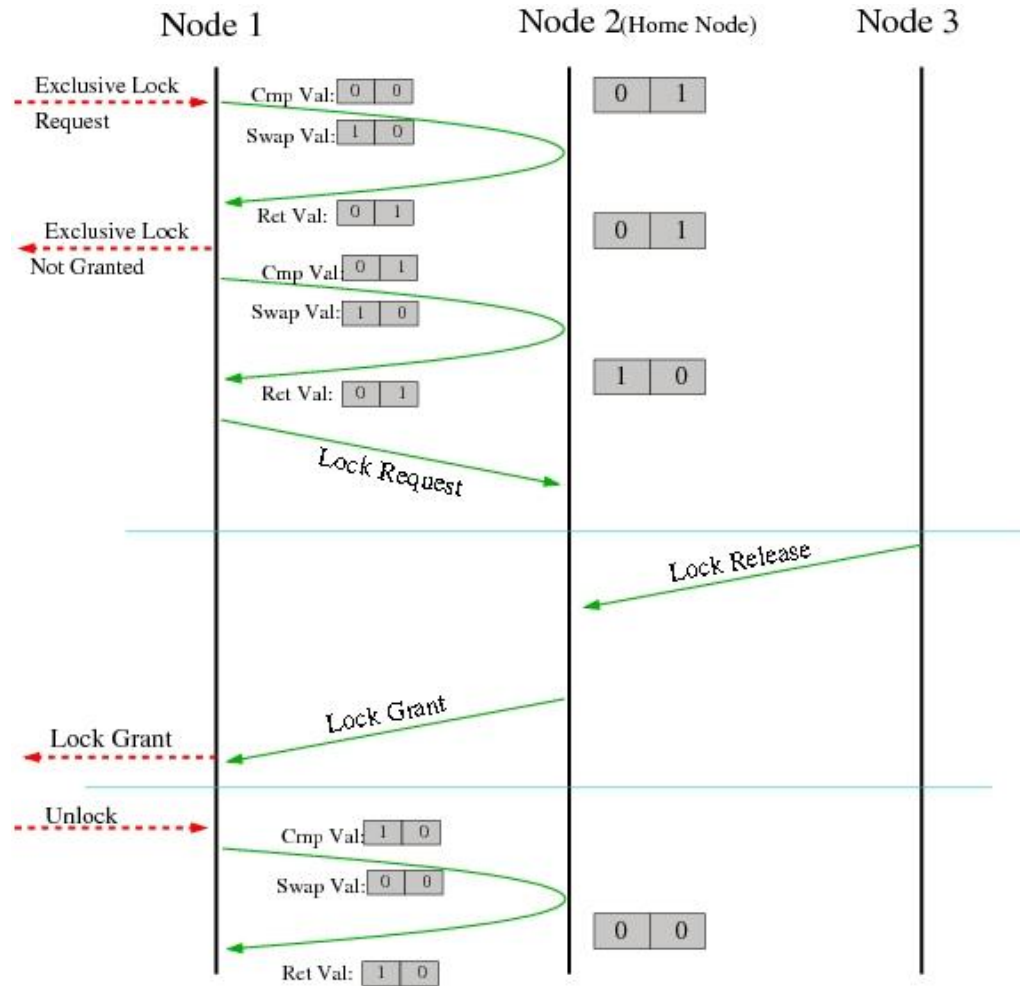 Node 1
Node 2(Home Node)
Node 3
Exclusive Lock
Request
Cmp Val: 0 0
0 1
Swap Val: 1 0
Ret Val: 0 1
0 1
Exclusive Lock
Not Granted
Cmp Val: 0 1
Swap Val: 1 0
1 0
Ret Val: 0 1
Lock Request
Lock Release
Lock Grant
Lock Grant
Unlock
Cmp Val: 1 0
Swap Val: 0 0
0 0
Ret Val: 1 0